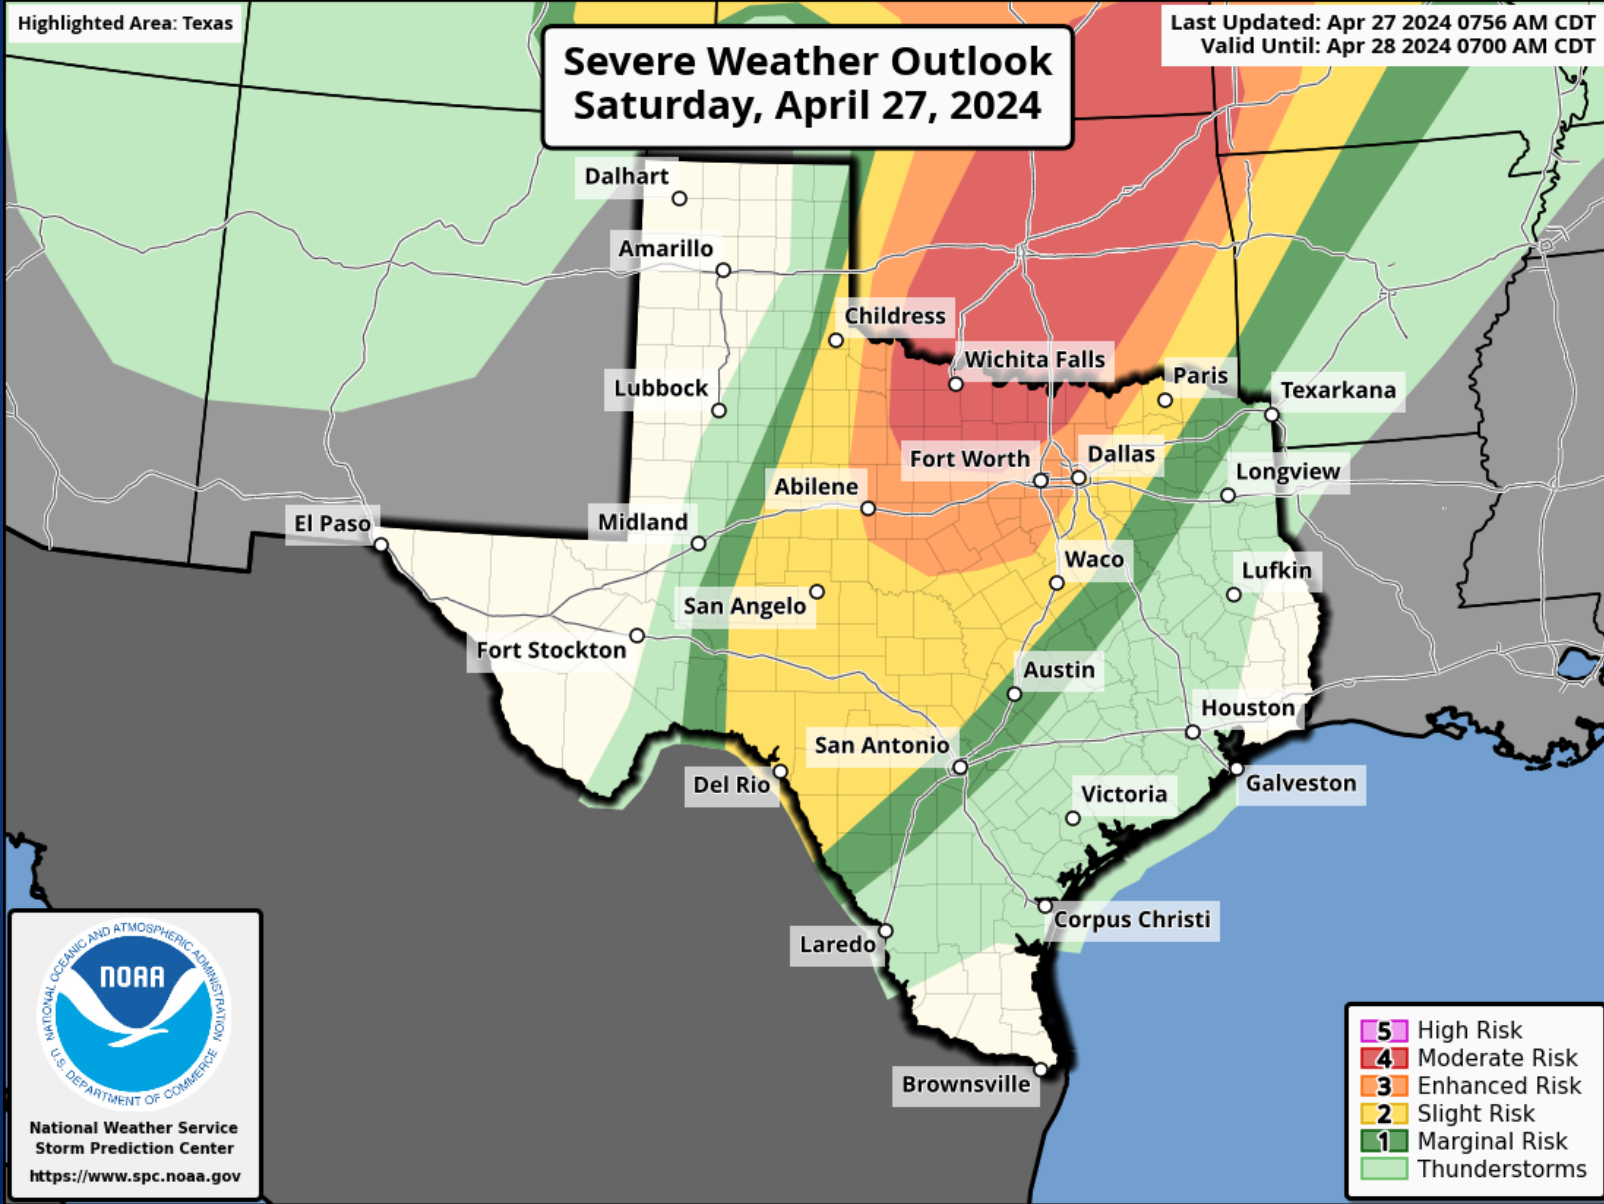 Highlighted Area: Texas
Severe Weather Outlook
Saturday, April 27, 2024
Last Updated: Apr 27 2024 0756 AM CDT
Valid Until: Apr 28 2024 0700 AM CDT
Dalhart
Amarillo
Childress
Wichita Falls
Paris
Lubbock
Texarkana
Fort Worth
Dallas
Longview
Abilene
El Paso
Midland
Waco
Lufkin
San Angelo
Fort Stockton
Austin
Houston
San Antonio
Del Rio
Galveston
Victoria
Corpus Christi
Laredo
Brownsville
NATIONAL OCEANIC AND ATMOSPHERIC ADMINISTRATION
NOAA
U.S. DEPARTMENT OF COMMERCE
National Weather Service
Storm Prediction Center
https://www.spc.noaa.gov
5 High Risk
4 Moderate Risk
3 Enhanced Risk
2 Slight Risk
1 Marginal Risk
Thunderstorms